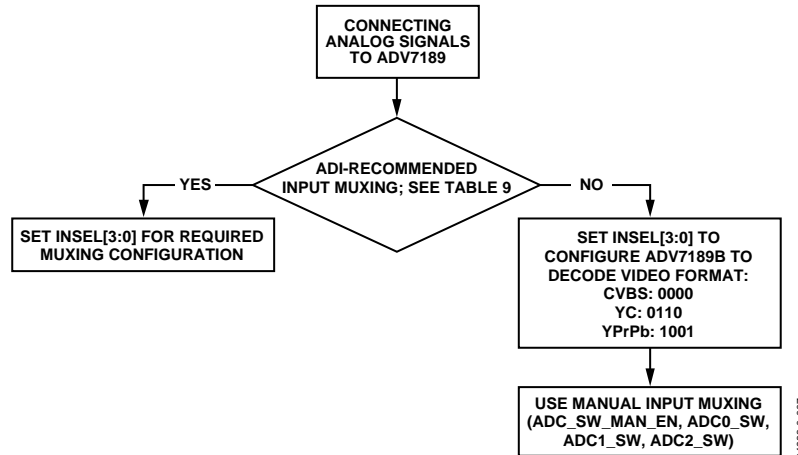 CONNECTING
ANALOG SIGNALS
TO ADV7189
ADI-RECOMMENDED
INPUT MUXING; SEE TABLE 9
YES
NO
SET INSEL[3:0] FOR REQUIRED
MUXING CONFIGURATION
SET INSEL[3:0] TO
CONFIGURE ADV7189B TO
DECODE VIDEO FORMAT:
CVBS: 0000
YC: 0110
YPrPb: 1001
USE MANUAL INPUT MUXING
(ADC_SW_MAN_EN, ADC0_SW,
ADC1_SW, ADC2_SW)